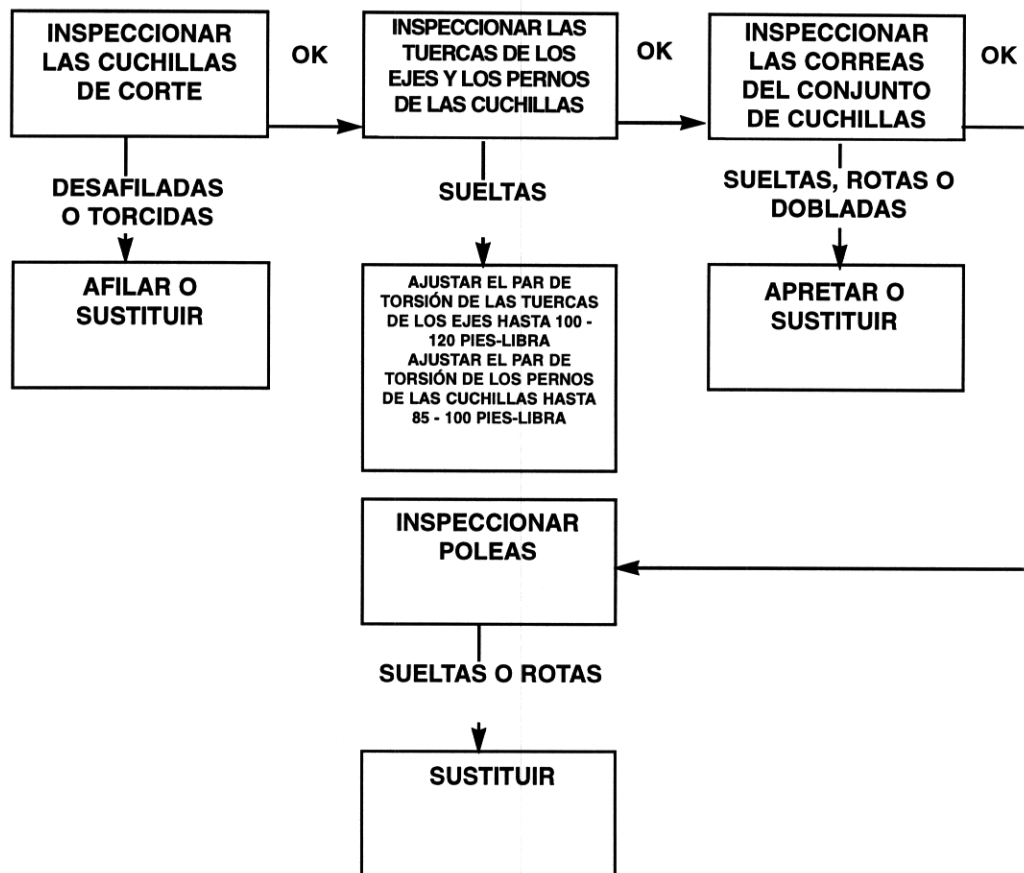 INSPECCIONAR
LAS CUCHILLAS
DE CORTE
OK
INSPECCIONAR LAS
TUERCAS DE LOS
EJES Y LOS PERNOS
DE LAS CUCHILLAS
OK
INSPECCIONAR
LAS CORREAS
DEL CONJUNTO
DE CUCHILLAS
OK
DESAFILADAS
O TORCIDAS
SUELTAS
SUELTAS, ROTAS O
DOBLADAS
AFILAR O
SUSTITUIR
AJUSTAR EL PAR DE
TORSIÓN DE LAS TUERCAS
DE LOS EJES HASTA 100 -
120 PIES-LIBRA
AJUSTAR EL PAR DE
TORSIÓN DE LOS PERNOS
DE LAS CUCHILLAS HASTA
85 - 100 PIES-LIBRA
APRETAR O
SUSTITUIR
INSPECCIONAR
POLEAS
SUELTAS O ROTAS
SUSTITUIR